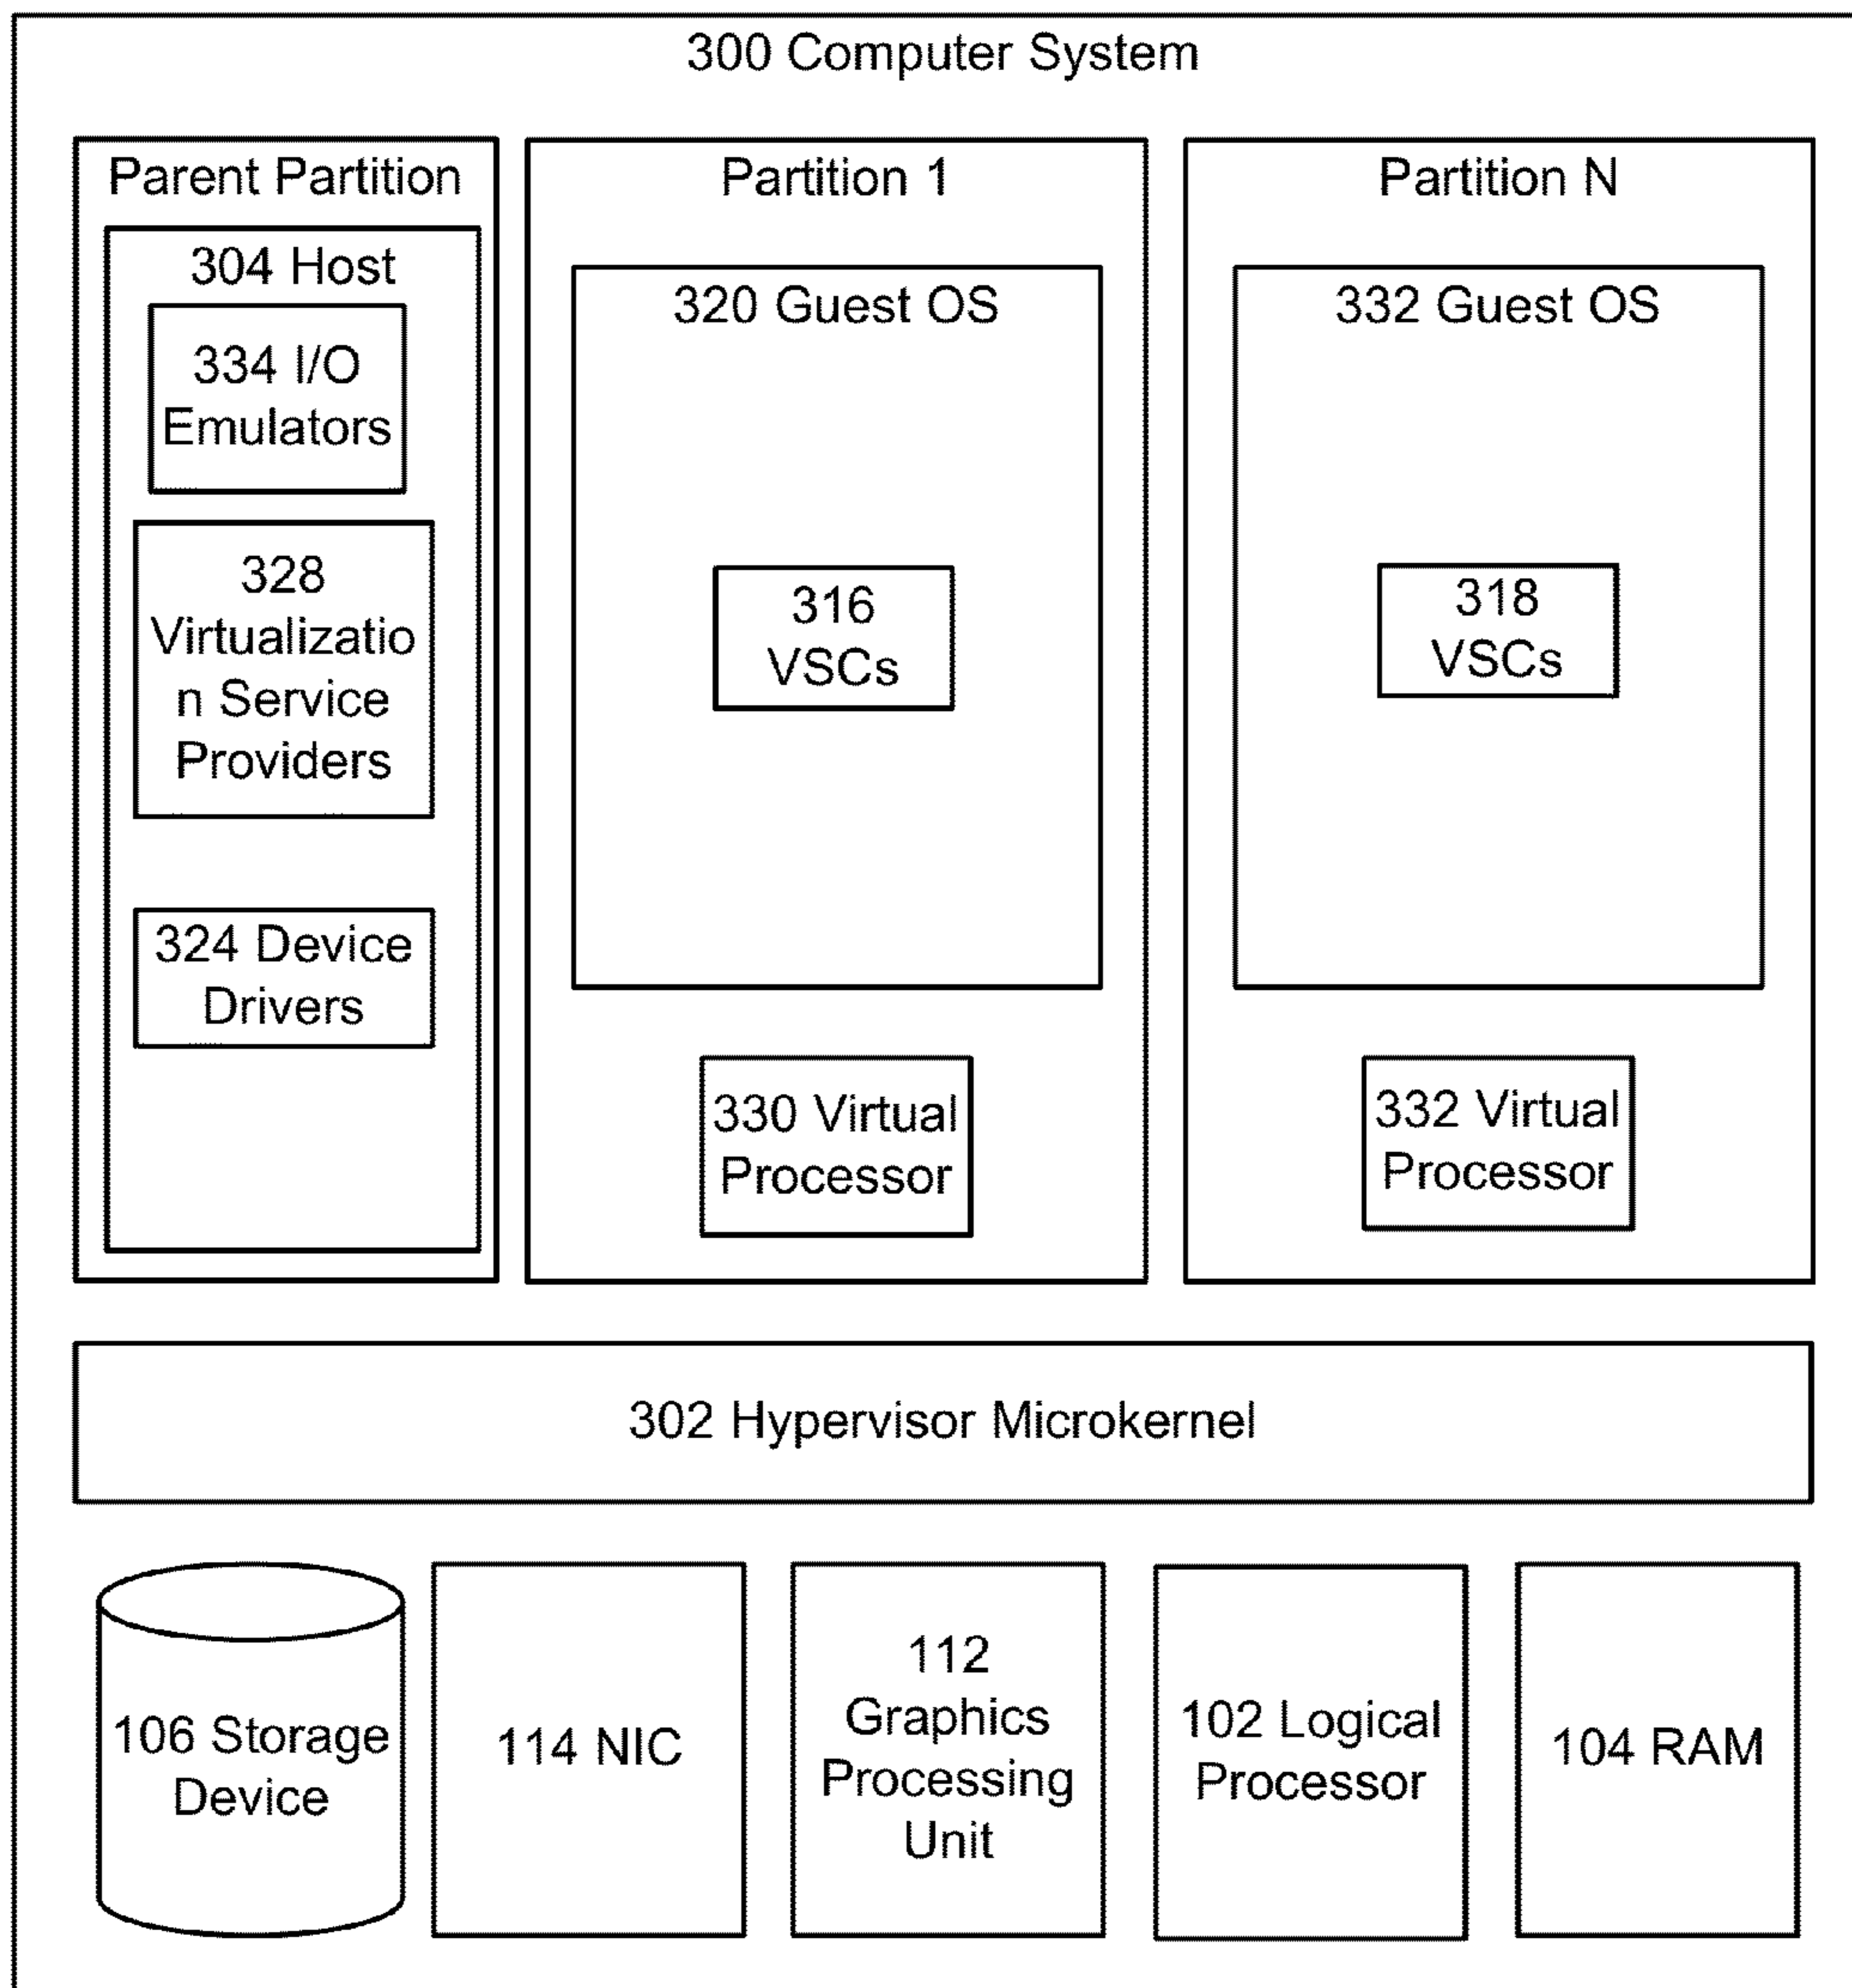 300 Computer System
Parent Partition
304 Host
334 I/O
Emulators
328
Virtualizatio
n Service
Providers
324 Device
Drivers
Partition 1
320 Guest OS
316
VSCs
330 Virtual
Processor
Partition N
332 Guest OS
318
VSCs
332 Virtual
Processor
302 Hypervisor Microkernel
106 Storage
Device
114 NIC
112
Graphics
Processing
Unit
102 Logical
Processor
104 RAM